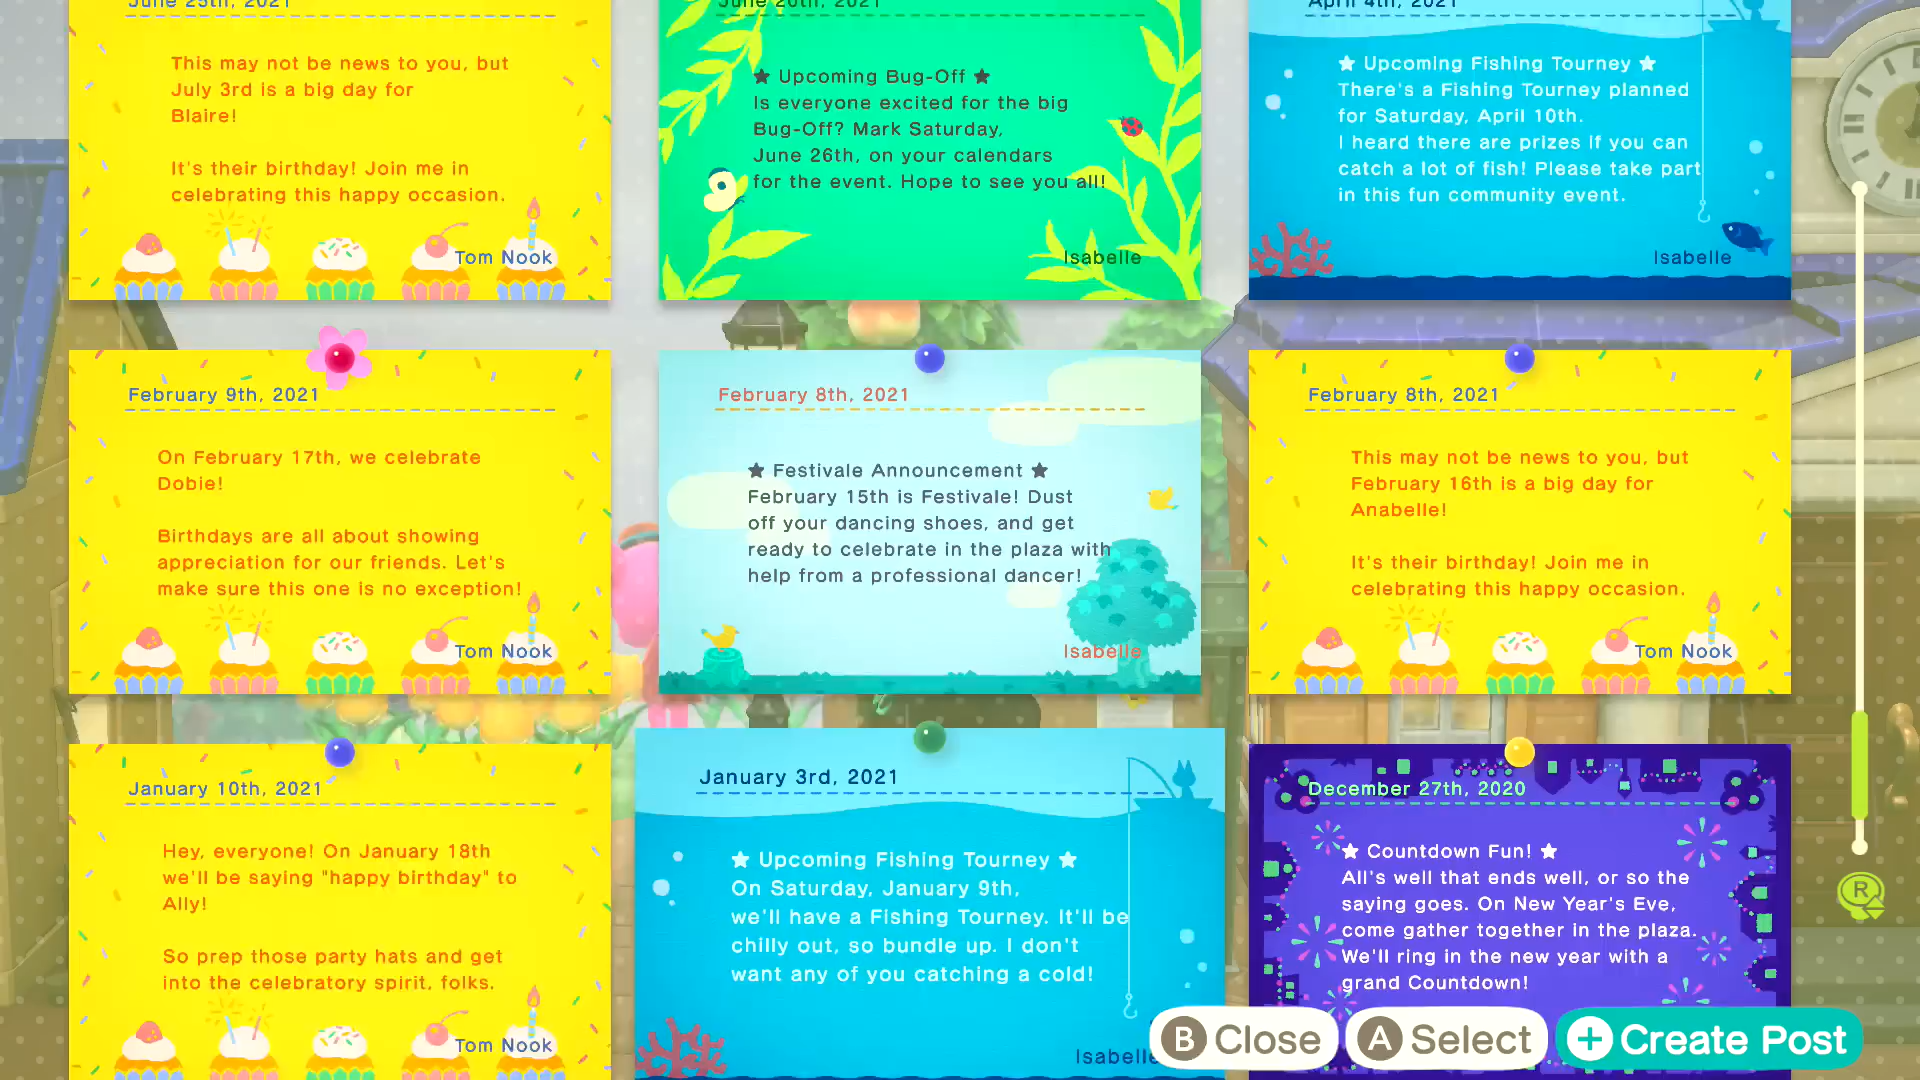 June 25th, 2021
This may not be news to you, but
July 3rd is a big day for
Blaire!
It's their birthday! Join me in
celebrating this happy occasion.
Tom Nook
June 20th, 2021
★ Upcoming Bug-Off ★
Is everyone excited for the big
Bug-Off? Mark Saturday,
June 26th, on your calendars
for the event. Hope to see you all!
Isabelle
April 4th, 2021
★ Upcoming Fishing Tourney ★
There's a Fishing Tourney planned
for Saturday, April 10th.
I heard there are prizes if you can
catch a lot of fish! Please take part
in this fun community event.
Isabelle
February 9th, 2021
On February 17th, we celebrate
Dobie!
Birthdays are all about showing
appreciation for our friends. Let's
make sure this one is no exception!
Tom Nook
February 8th, 2021
★ Festivale Announcement ★
February 15th is Festivale! Dust
off your dancing shoes, and get
ready to celebrate in the plaza with
help from a professional dancer!
Isabelle
February 8th, 2021
This may not be news to you, but
February 16th is a big day for
Anabelle!
It's their birthday! Join me in
celebrating this happy occasion.
Tom Nook
January 10th, 2021
Hey, everyone! On January 18th
we'll be saying "happy birthday" to
Ally!
So prep those party hats and get
into the celebratory spirit, folks.
Tom Nook
January 3rd, 2021
★ Upcoming Fishing Tourney ★
On Saturday, January 9th,
we'll have a Fishing Tourney. It'll be
chilly out, so bundle up. I don't
want any of you catching a cold!
Isabelle
December 27th, 2020
★ Countdown Fun! ★
All's well that ends well, or so the
saying goes. On New Year's Eve,
come gather together in the plaza.
We'll ring in the new year with a
grand Countdown!
R
B Close
A Select
+ Create Post